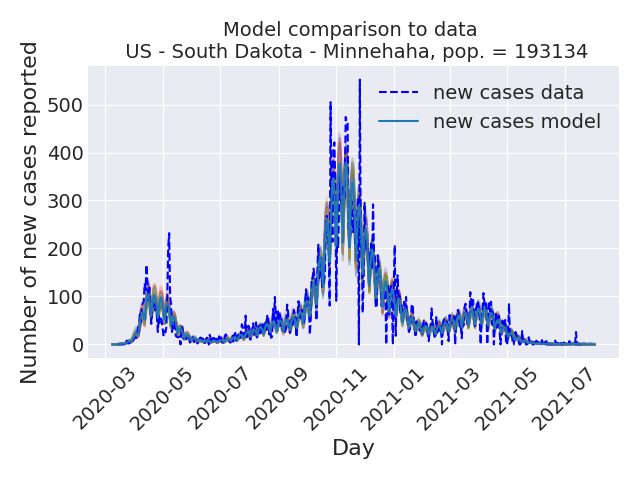 Model comparison to data
US - South Dakota - Minnehaha, pop. = 193134
Number of new cases reported
500
400
300
200
100
0
new cases data
new cases model
2020-03
2020-05
2020-07
2020-09
2020-11
2021-01
2021-03
2021-05
2021-07
Day